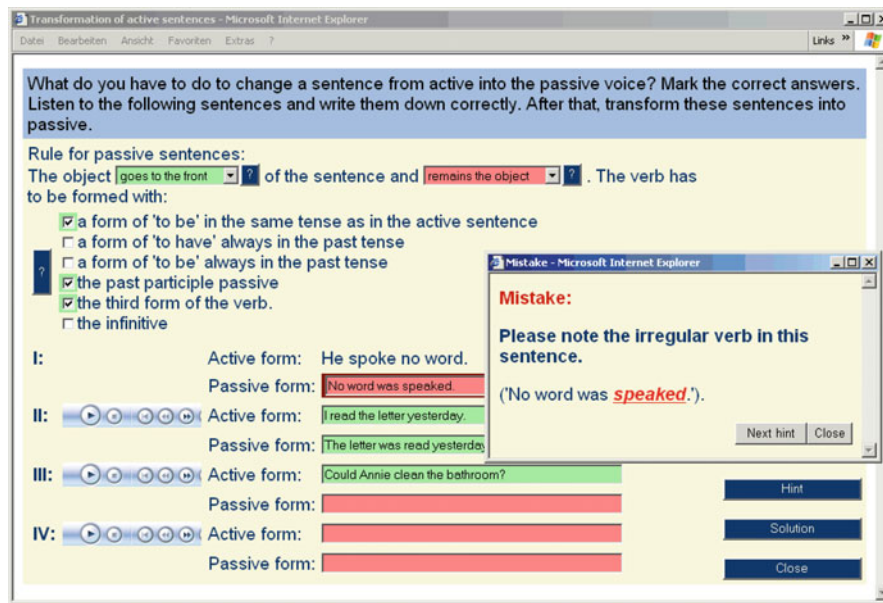 Transformation of active sentences - Microsoft Internet Explorer
Datei Bearbeiten Ansicht Favoriten Extras ? Links »
What do you have to do to change a sentence from active into the passive voice? Mark the correct answers.
Listen to the following sentences and write them down correctly. After that, transform these sentences into
passive.
Rule for passive sentences:
The object goes to the front ? of the sentence and remains the object ? . The verb has
to be formed with:
a form of 'to be' in the same tense as in the active sentence
a form of 'to have' always in the past tense
a form of 'to be' always in the past tense
?
the past participle passive
the third form of the verb.
the infinitive
Mistake - Microsoft Internet Explorer
Mistake:
Please note the irregular verb in this
sentence.
('No word was speaked.').
Next hint Close
I: Active form: He spoke no word.
Passive form: No word was speaked.
II: Active form: I read the letter yesterday.
Passive form: The letter was read yesterday
III: Active form: Could Annie clean the bathroom?
Passive form:
IV: Active form:
Passive form:
Hint
Solution
Close